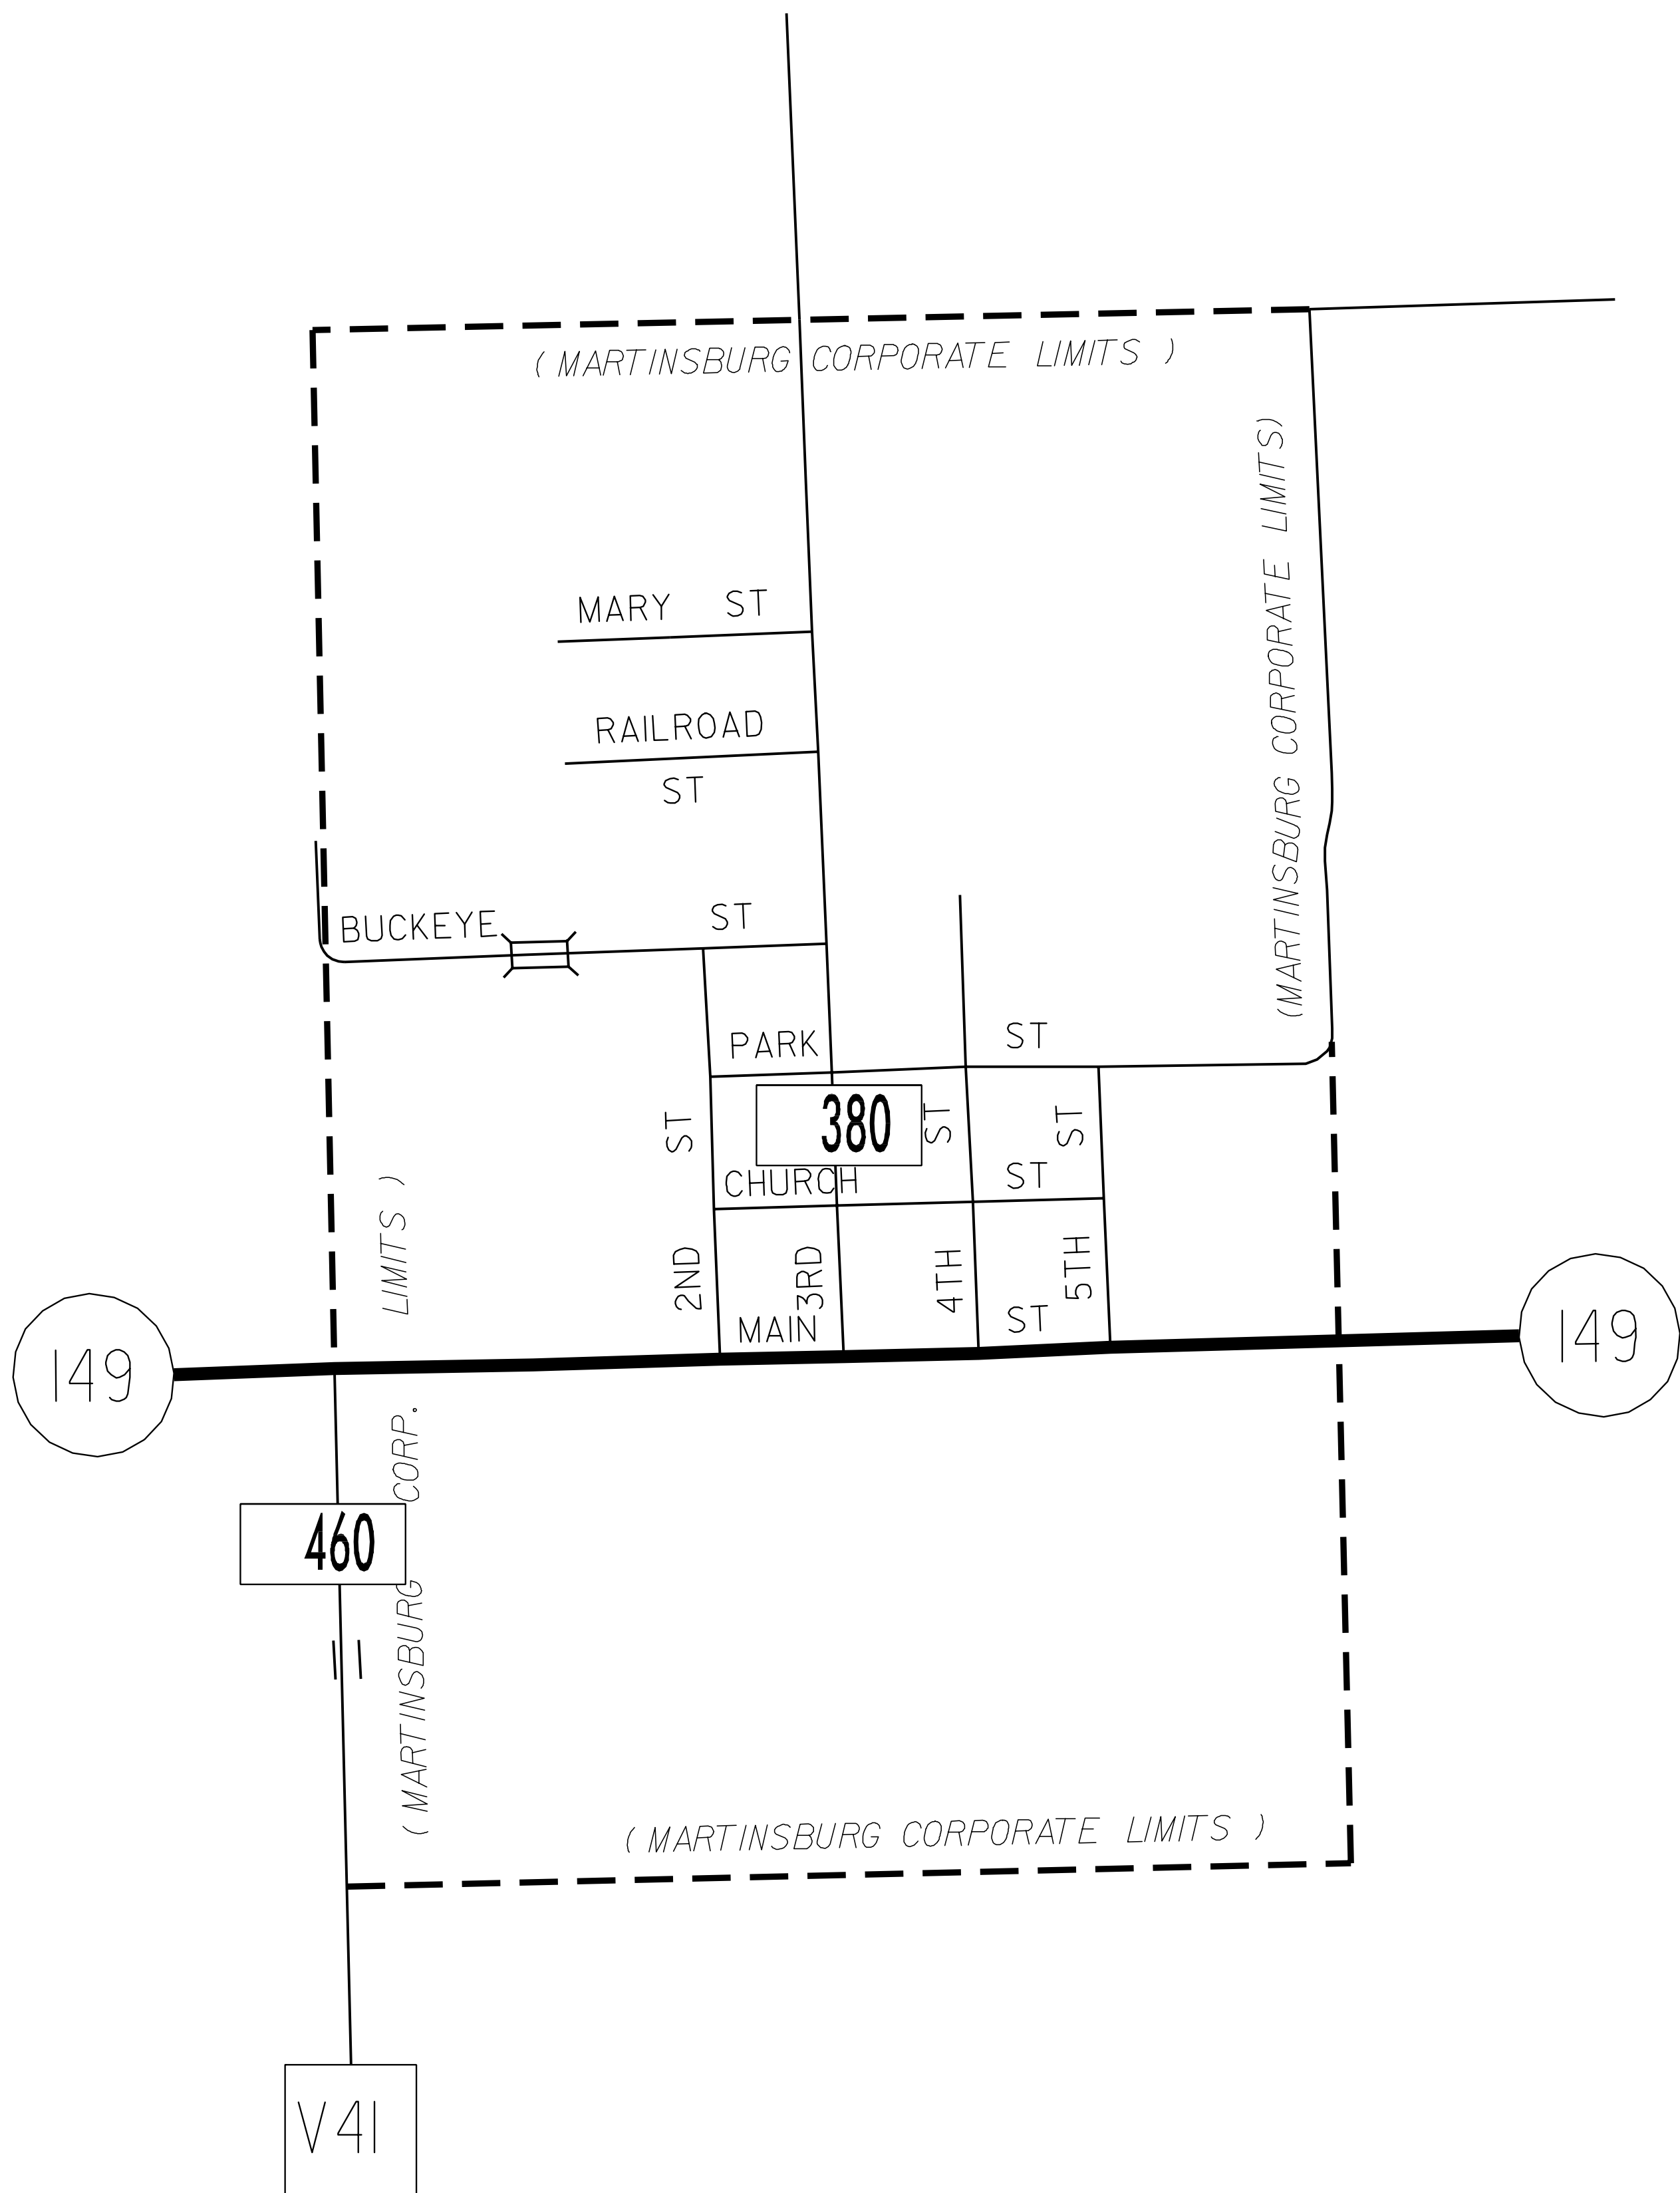 ( MARTINSBURG CORPORATE LIMITS )
(MARTINSBURG CORPORATE LIMITS)
MARY ST
RAILROAD
ST
BUCKEYE ST
PARK ST
380
ST
ST
ST
CHURCH ST
LIMITS )
2ND
3RD
4TH
5TH
MAIN ST
149
149
( MARTINSBURG CORP.
460
( MARTINSBURG CORPORATE LIMITS )
V41